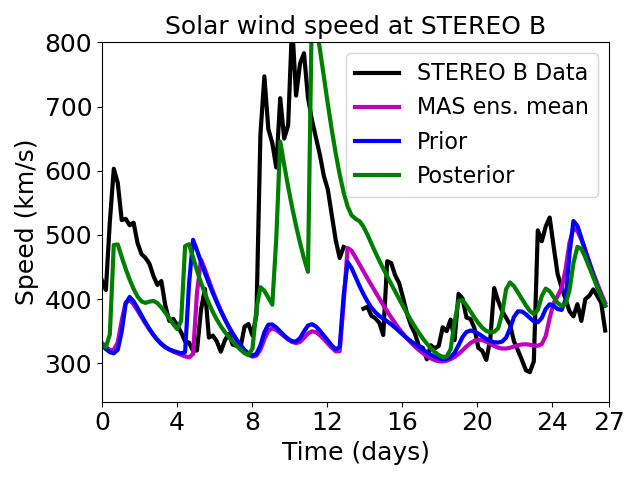 Solar wind speed at STEREO B
800
700
600
500
400
300
Speed (km/s)
STEREO B Data
MAS ens. mean
Prior
Posterior
0 4 8 12 16 20 24 27
Time (days)